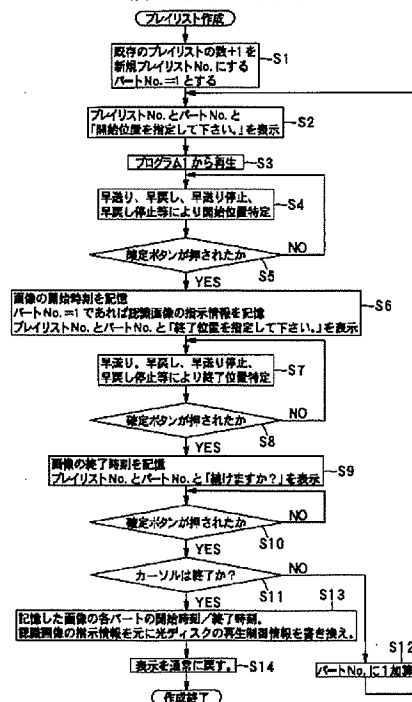 プレイリスト作成
既存のプレイリストの数+1を
新規プレイリストNo.にする
パートNo.=1とする
S1
プレイリストNo.とパートNo.と
「開始位置を指定して下さい。」を表示
S2
プログラム1から再生
S3
早送り、早戻し、早送り停止、
早戻し停止等により開始位置特定
S4
確定ボタンが押されたか
NO
S5
YES
画像の開始時刻を記憶
パートNo.=1であれば認識画像の指示情報を記憶
プレイリストNo.とパートNo.と「終了位置を指定して下さい。」を表示
S6
早送り、早戻し、早送り停止、
早戻し停止等により終了位置特定
S7
確定ボタンが押されたか
NO
S8
YES
画像の終了時刻を記憶
プレイリストNo.とパートNo.と「続けますか?」を表示
S9
確定ボタンが押されたか
NO
S10
YES
カーソルは終了か?
NO
S11
YES
S13
記憶した画像の各パートの開始時刻/終了時刻、
認識画像の指示情報を元に光ディスクの再生制御情報を書き換え。
S12
パートNo.に1加算
表示を通常に戻す。
S14
作成終了